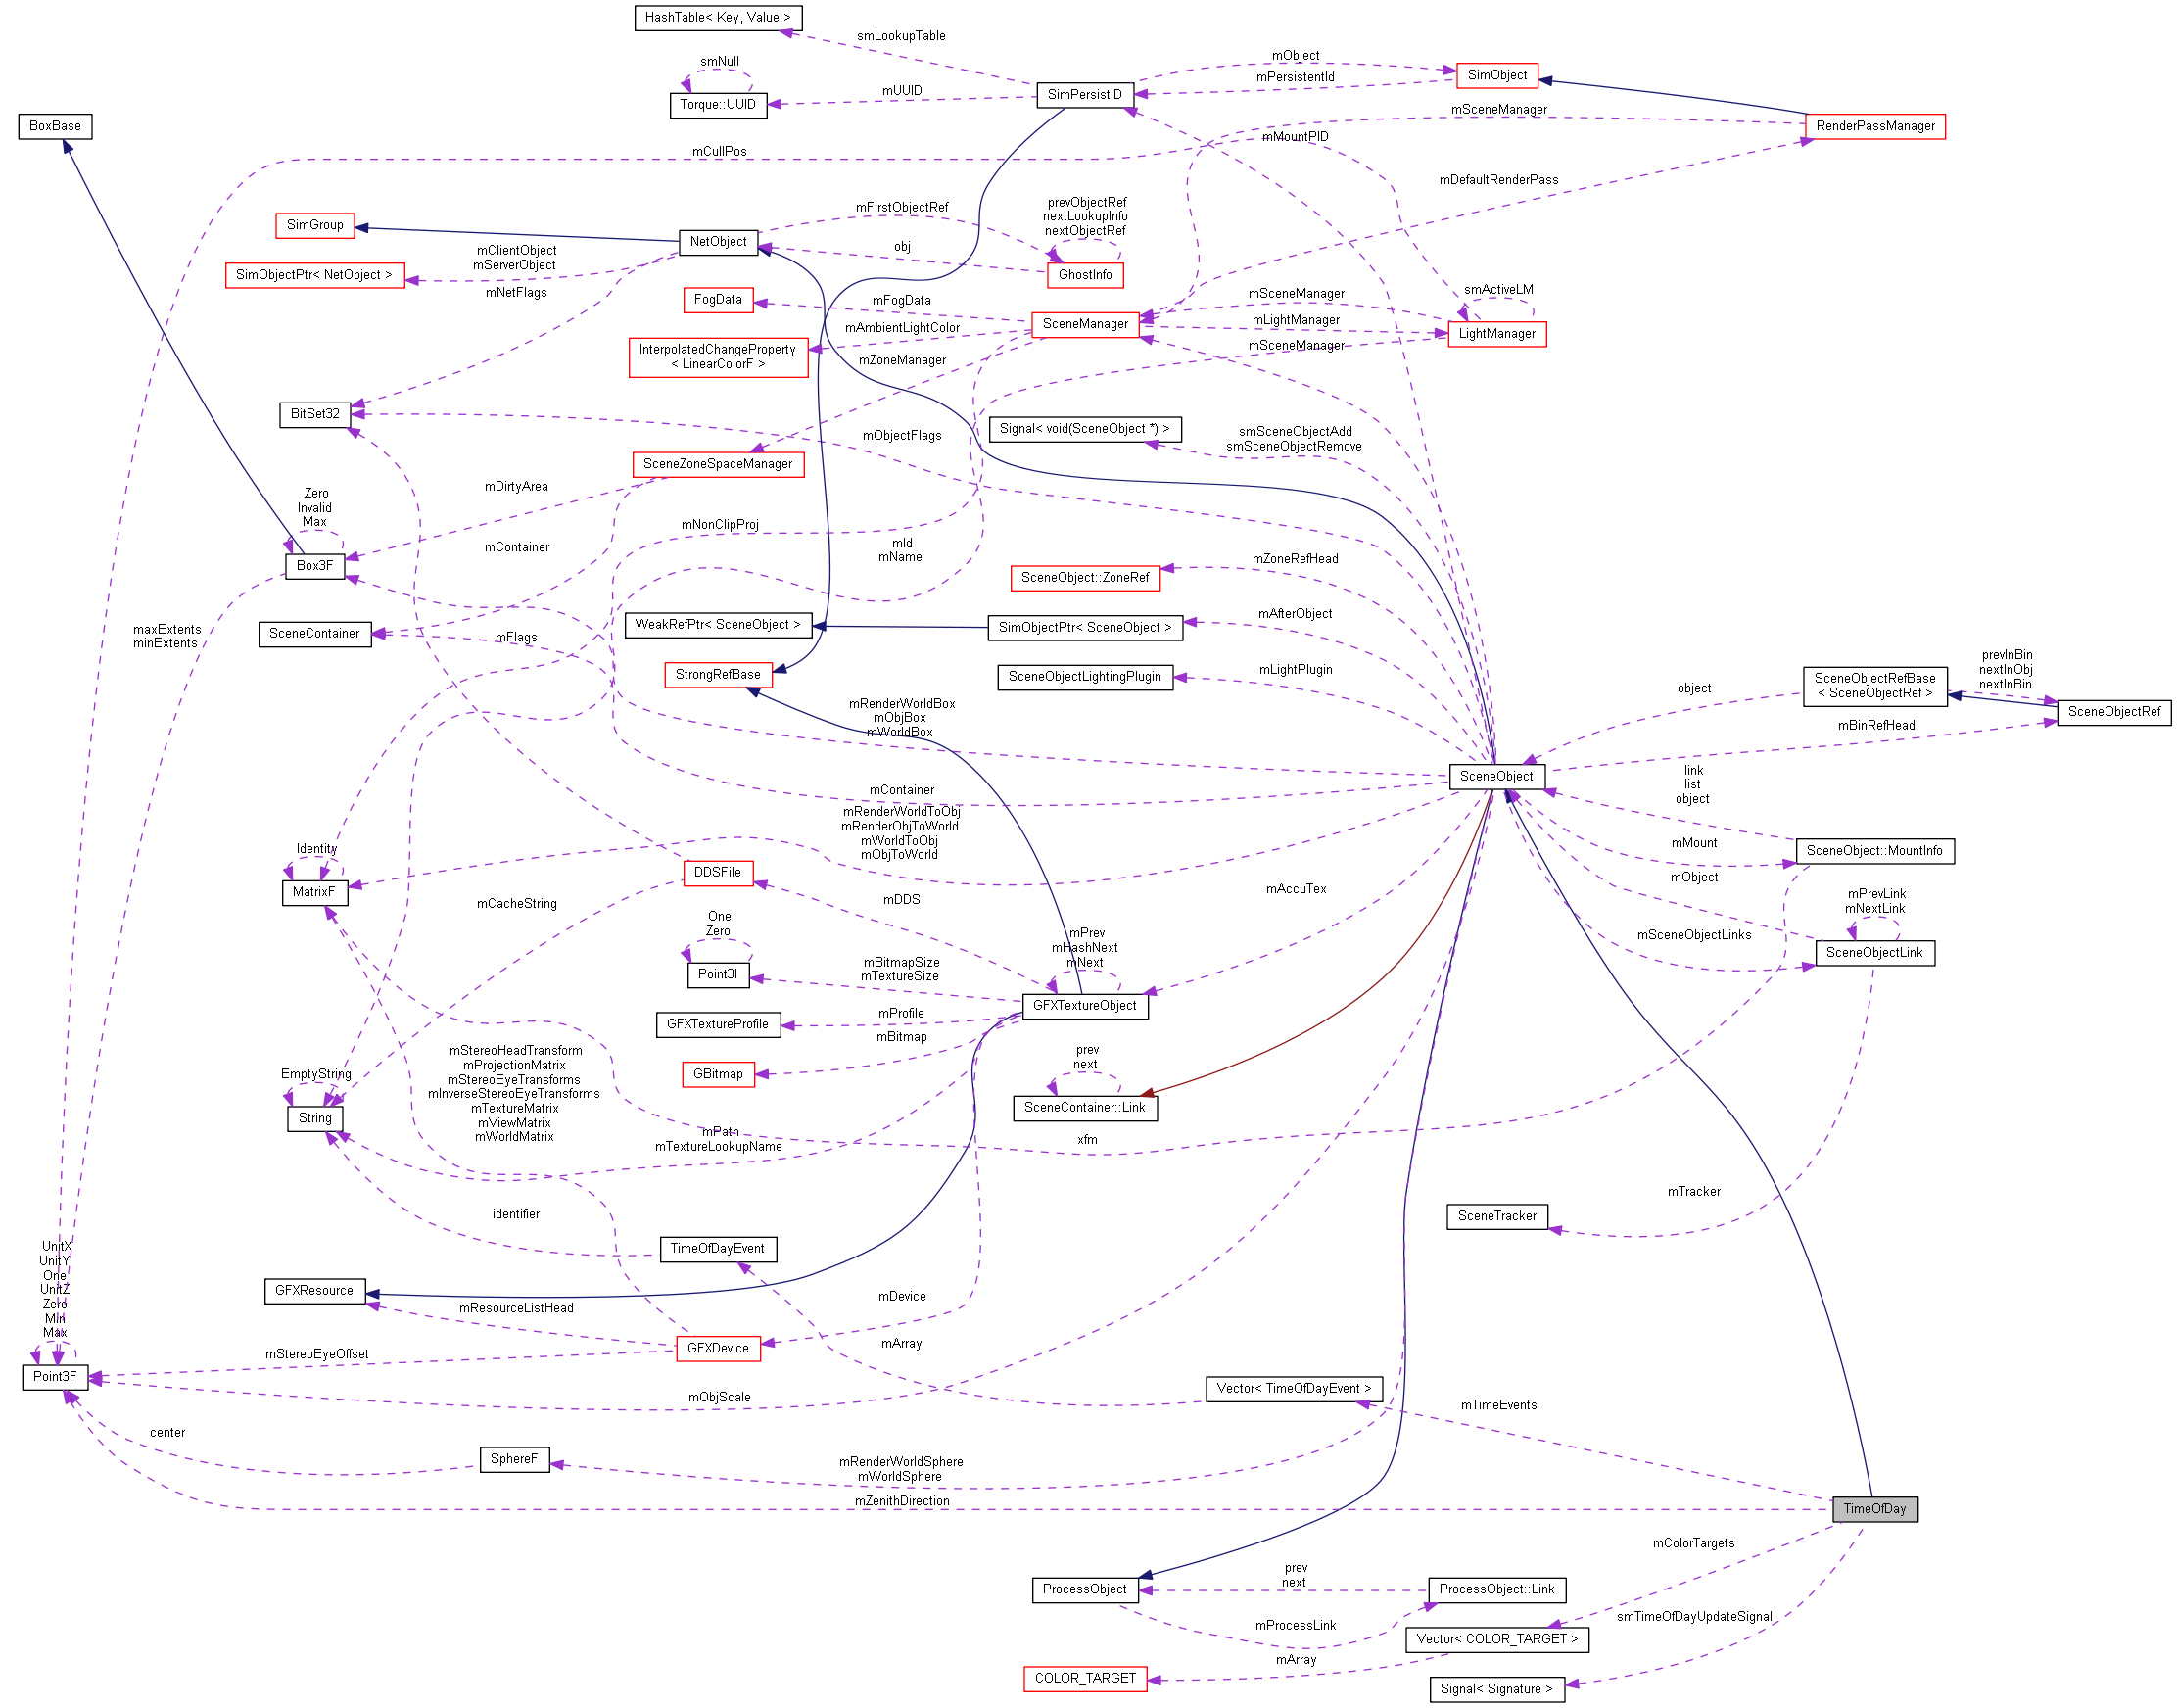 HashTable< Key, Value >
smLookupTable
smNull
mObject
SimObject
mPersistentId
Torque::UUID
mUUID
SimPersistID
BoxBase
mSceneManager
RenderPassManager
mMountPID
mCullPos
mDefaultRenderPass
SimGroup
mFirstObjectRef
prevObjectRef
nextLookupInfo
nextObjectRef
NetObject
mClientObject
mServerObject
obj
SimObjectPtr< NetObject >
GhostInfo
mNetFlags
FogData
mFogData
mSceneManager
smActiveLM
SceneManager
mLightManager
LightManager
mAmbientLightColor
InterpolatedChangeProperty
< LinearColorF >
mZoneManager
mSceneManager
BitSet32
mObjectFlags
Signal< void(SceneObject *) >
smSceneObjectAdd
smSceneObjectRemove
SceneZoneSpaceManager
mDirtyArea
Zero
Invalid
Max
mNonClipProj
mContainer
mId
mName
Box3F
SceneObject::ZoneRef
mZoneRefHead
maxExtents
minExtents
SceneContainer
mFlags
WeakRefPtr< SceneObject >
SimObjectPtr< SceneObject >
mAfterObject
StrongRefBase
SceneObjectLightingPlugin
mLightPlugin
object
SceneObjectRefBase
< SceneObjectRef >
prevInBin
nextInObj
nextInBin
SceneObjectRef
mBinRefHead
mRenderWorldBox
mObjBox
mWorldBox
SceneObject
mContainer
link
list
object
mRenderWorldToObj
mRenderObjToWorld
mWorldToObj
mObjToWorld
Identity
MatrixF
DDSFile
mMount
SceneObject::MountInfo
mObject
mAccuTex
mPrevLink
mNextLink
mCacheString
mDDS
One
Zero
mPrev
mHashNext
mNext
mSceneObjectLinks
SceneObjectLink
Point3I
mBitmapSize
mTextureSize
GFXTextureObject
GFXTextureProfile
mProfile
mBitmap
mStereoHeadTransform
mProjectionMatrix
mStereoEyeTransforms
mInverseStereoEyeTransforms
mTextureMatrix
mViewMatrix
mWorldMatrix
EmptyString
String
GBitmap
prev
next
SceneContainer::Link
mPath
mTextureLookupName
xfm
mTracker
SceneTracker
identifier
TimeOfDayEvent
UnitX
UnitY
One
UnitZ
Zero
Min
Max
GFXResource
mResourceListHead
mDevice
mArray
GFXDevice
mStereoEyeOffset
Point3F
mObjScale
Vector< TimeOfDayEvent >
mTimeEvents
center
SphereF
mRenderWorldSphere
mWorldSphere
mZenithDirection
TimeOfDay
mColorTargets
ProcessObject
prev
next
ProcessObject::Link
mProcessLink
smTimeOfDayUpdateSignal
Vector< COLOR_TARGET >
mArray
COLOR_TARGET
Signal< Signature >